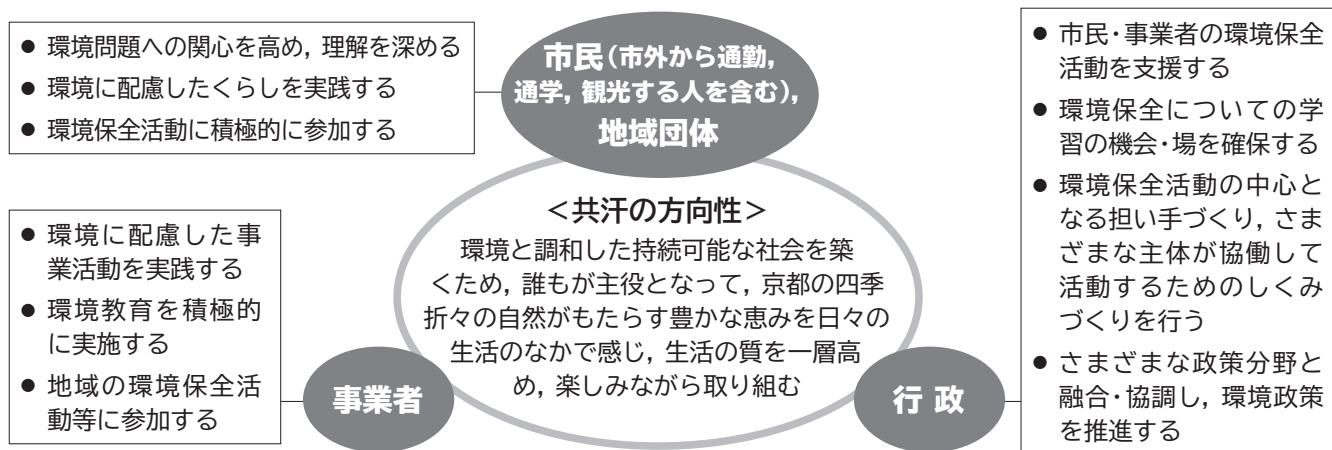 ● 環境問題への関心を高め，理解を深める
● 環境に配慮したくらしを実践する
● 環境保全活動に積極的に参加する
市民（市外から通勤，
通学，観光する人を含む），
地域団体
● 市民・事業者の環境保全
活動を支援する
● 環境保全についての学
習の機会・場を確保する
● 環境保全活動の中心と
なる担い手づくり，さま
ざまな主体が協働して
活動するためのしくみ
づくりを行う
● さまざまな政策分野と
融合・協調し，環境政策
を推進する
＜共汗の方向性＞
環境と調和した持続可能な社会を築
くため，誰もが主役となって，京都の四季
折々の自然がもたらす豊かな恵みを日々の
生活のなかで感じ，生活の質を一層高
め，楽しみながら取り組む
● 環境に配慮した事
業活動を実践する
● 環境教育を積極的
に実施する
● 地域の環境保全活
動等に参加する
事業者
行 政